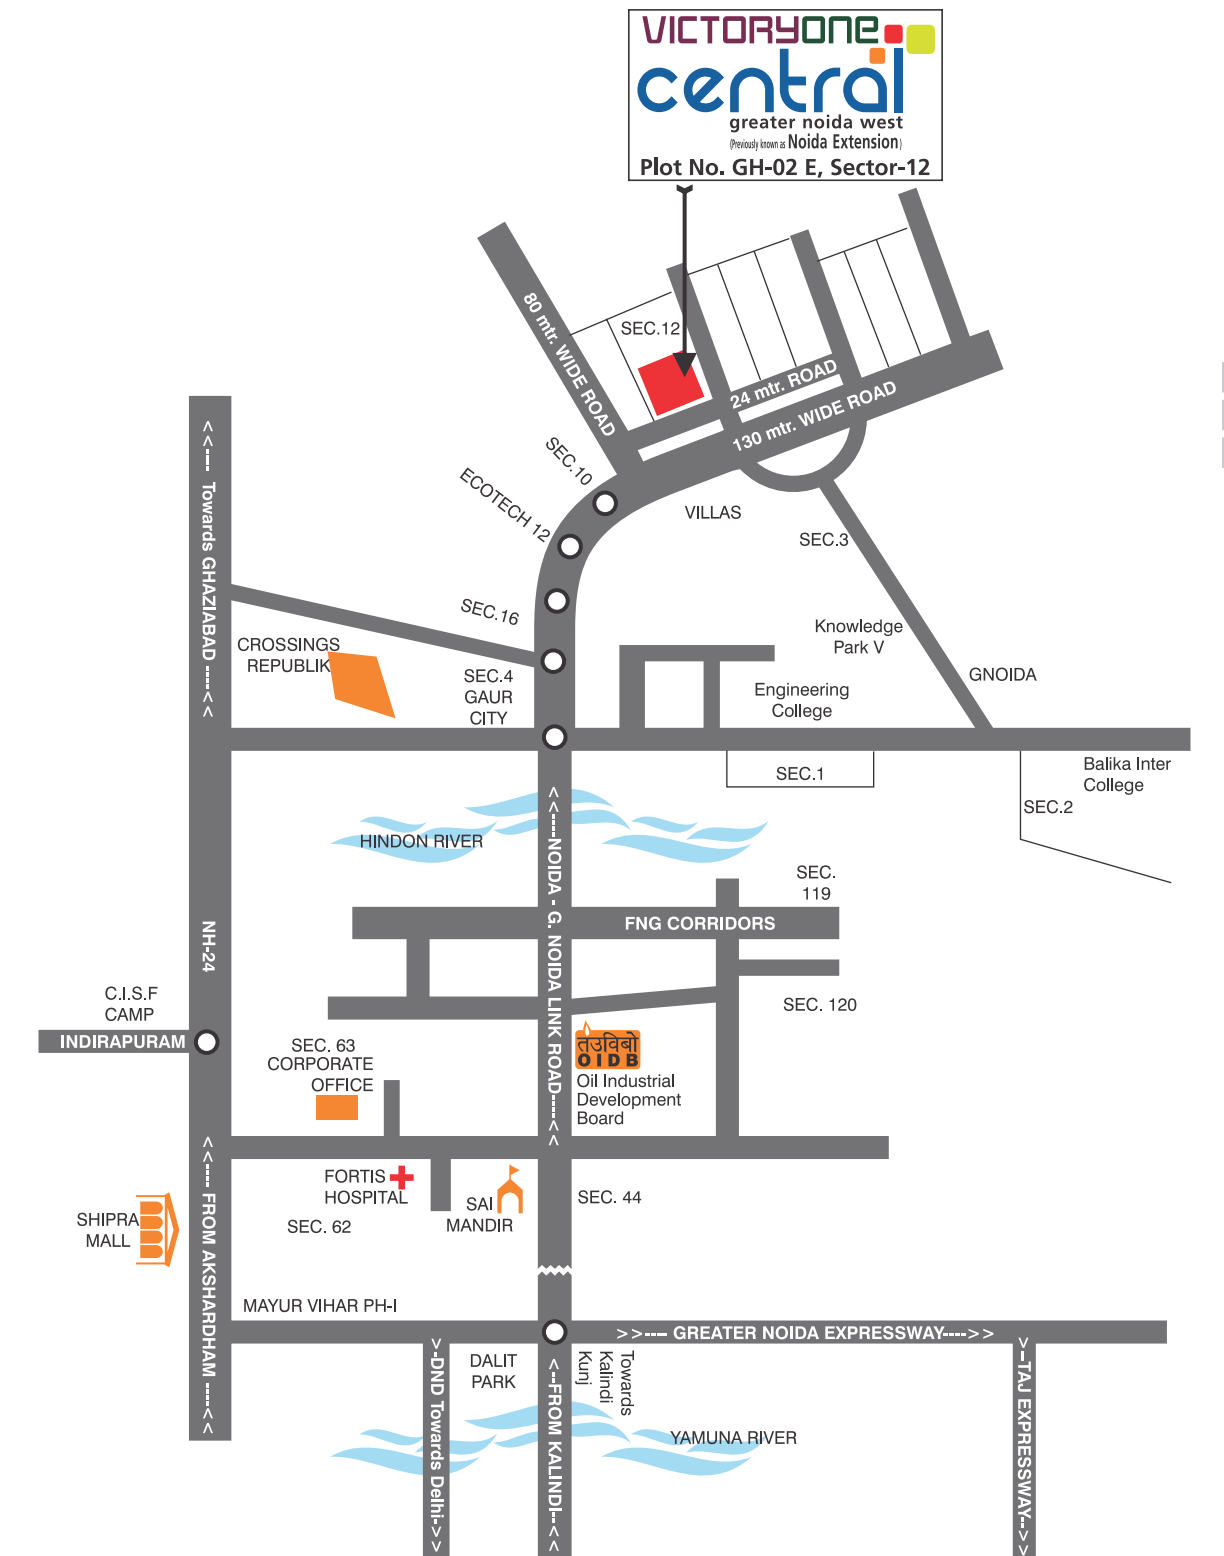 VICTORYONE
central
greater noida west
(Previously known as Noida Extension)
Plot No. GH-02 E, Sector-12
80 mtr. WIDE ROAD
SEC.12
24 mtr. ROAD
130 mtr. WIDE ROAD
SEC.10
ECOTECH 12
VILLAS
SEC.3
<<---- Towards GHAZIABAD ----<<
SEC.16
CROSSINGS
REPUBLIK
SEC.4
GAUR
CITY
Knowledge
Park V
GNOIDA
Engineering
College
SEC.1
Balika Inter
College
SEC.2
HINDON RIVER
<<----NOIDA - G. NOIDA LINK ROAD----<<
SEC.
119
FNG CORRIDORS
NH-24
SEC. 120
C.I.S.F
CAMP
INDIRAPURAM
SEC. 63
CORPORATE
OFFICE
तउविबो
OIDB
Oil Industrial
Development
Board
<<---- FROM AKSHARDHAM ----<<
FORTIS
HOSPITAL
SAI
MANDIR
SEC. 44
SEC. 62
SHIPRA
MALL
MAYUR VIHAR PH-I
>>---- GREATER NOIDA EXPRESSWAY---->>
DALIT
PARK
Towards
Kalindi
Kunj
>-DND Towards Delhi->>
<--FROM KALINDI--<<
>--TAJ EXPRESSWAY--->>
YAMUNA RIVER